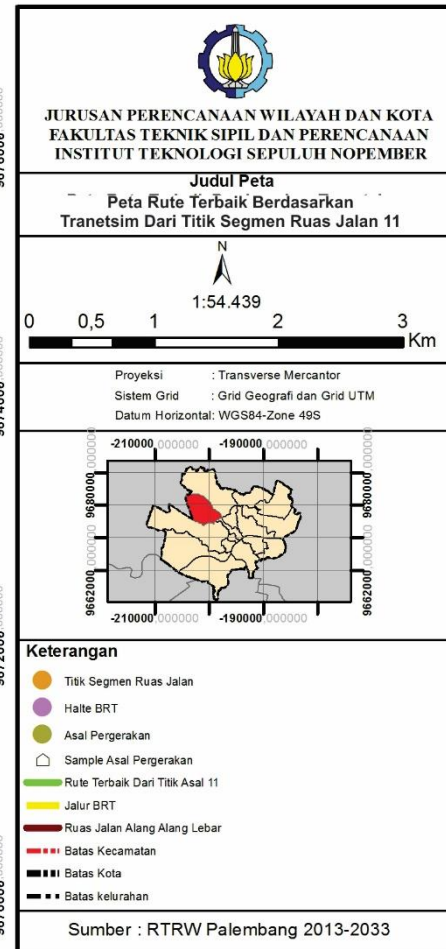 JURUSAN PERENCANAAN WILAYAH DAN KOTA
FAKULTAS TEKNIK SIPIL DAN PERENCANAAN
INSTITUT TEKNOLOGI SEPULUH NOPEMBER
Judul Peta
Peta Rute Terbaik Berdasarkan
Tranetsim Dari Titik Segmen Ruas Jalan 11
N
1:54.439
0 0,5 1 2 3
Km
Proyeksi : Transverse Mercantor
Sistem Grid : Grid Geografi dan Grid UTM
Datum Horizontal: WGS84-Zone 49S
-210000,000000 -190000,000000
9680000,000000 9680000,000000
9662000,000000 9662000,000000
-210000,000000 -190000,000000
Keterangan
Titik Segmen Ruas Jalan
Halte BRT
Asal Pergerakan
Sample Asal Pergerakan
Rute Terbaik Dari Titik Asal 11
Jalur BRT
Ruas Jalan Alang Alang Lebar
Batas Kecamatan
Batas Kota
Batas kelurahan
Sumber : RTRW Palembang 2013-2033